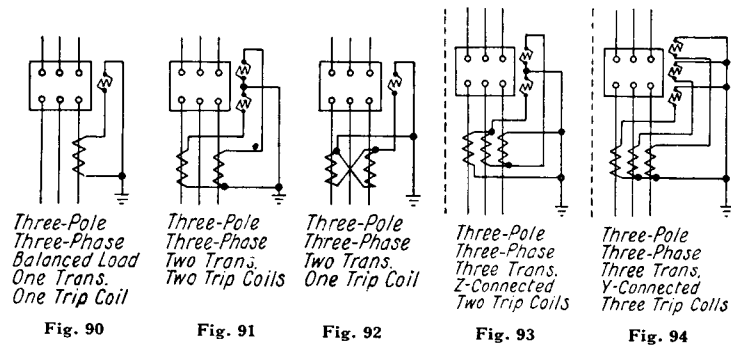 Three-Pole
Three-Phase
Balanced Load
One Trans.
One Trip Coil
Fig. 90
Three-Pole
Three-Phase
Two Trans.
Two Trip Coils
Fig. 91
Three-Pole
Three-Phase
Two Trans.
One Trip Coil
Fig. 92
Three-Pole
Three-Phase
Three Trans.
Z-Connected
Two Trip Coils
Fig. 93
Three-Pole
Three-Phase
Three Trans.
Y-Connected
Three Trip Coils
Fig. 94